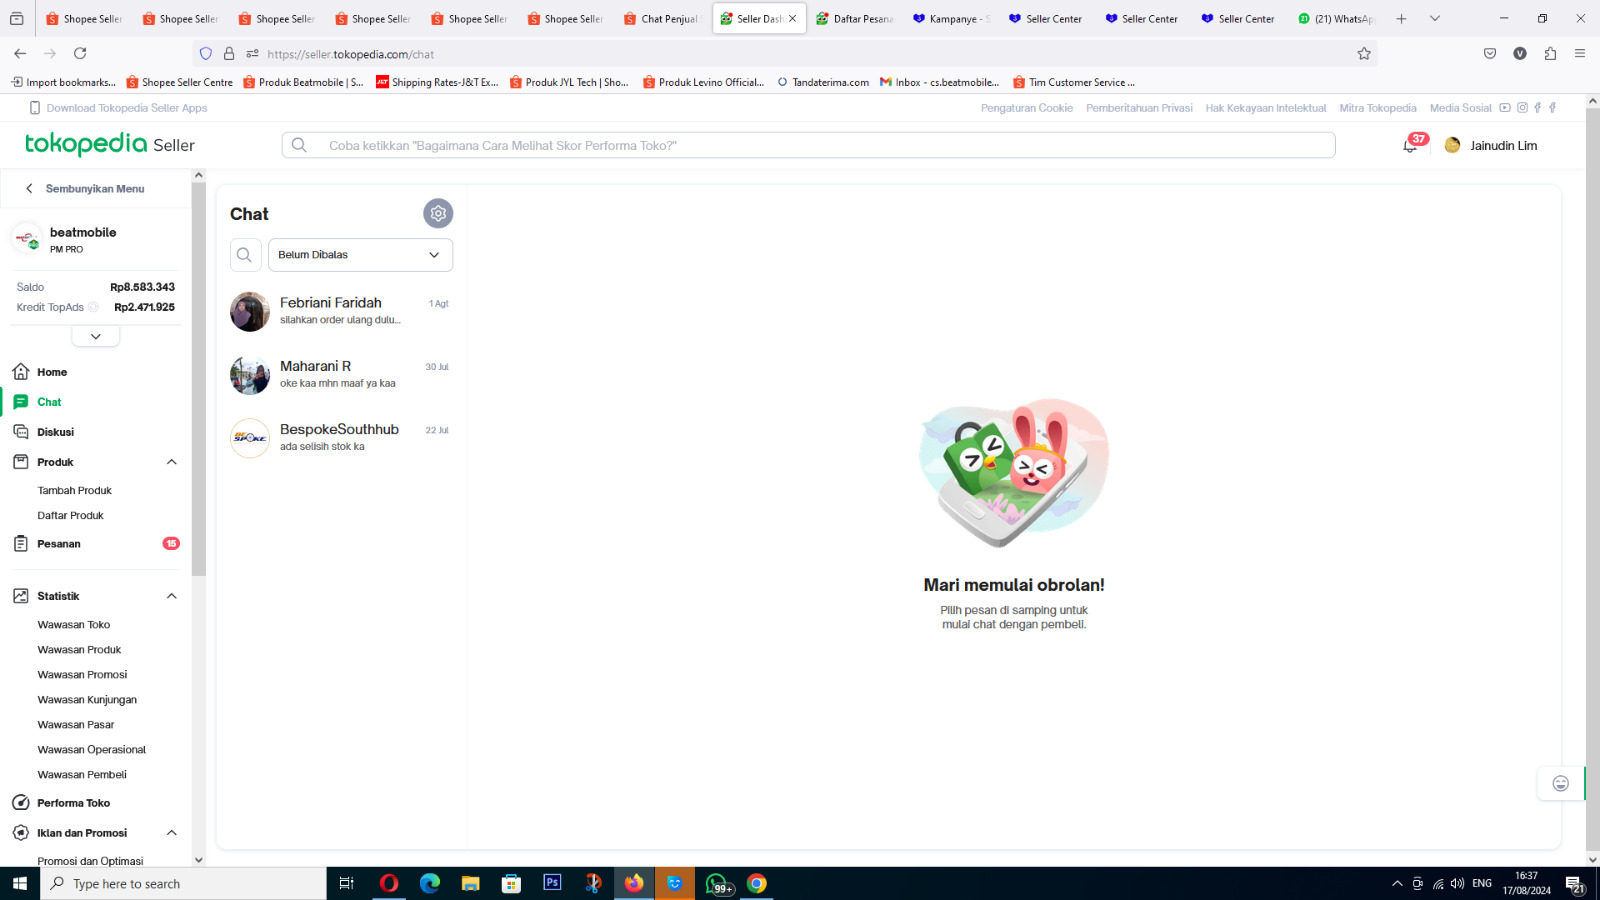 Shopee Seller
Shopee Seller
Shopee Seller
Shopee Seller
Shopee Seller
Shopee Seller
Chat Penjual
Seller Dash
Daftar Pesana
Kampanye - S
Seller Center
Seller Center
Seller Center
(21) WhatsAp
https://seller.tokopedia.com/chat
Import bookmarks...
Shopee Seller Centre
Produk Beatmobile | S...
J&T Shipping Rates-J&T Ex...
Produk JYL Tech | Sho...
Produk Levino Official...
Tandaterima.com
Inbox - cs.beatmobile...
Tim Customer Service ...
Download Tokopedia Seller Apps
Pengaturan Cookie
Pemberitahuan Privasi
Hak Kekayaan Intelektual
Mitra Tokopedia
Media Sosial
tokopedia Seller
Coba ketikkan "Bagaimana Cara Melihat Skor Performa Toko?"
37
Jainudin Lim
Sembunyikan Menu
beatmobile
PM PRO
Saldo Rp8.583.343
Kredit TopAds Rp2.471.925
Home
Chat
Diskusi
Produk
Tambah Produk
Daftar Produk
Pesanan 15
Statistik
Wawasan Toko
Wawasan Produk
Wawasan Promosi
Wawasan Kunjungan
Wawasan Pasar
Wawasan Operasional
Wawasan Pembeli
Performa Toko
Iklan dan Promosi
Promosi dan Optimasi
Chat
Belum Dibalas
Febriani Faridah 1 Agt
silahkan order ulang dulu...
Maharani R 30 Jul
oke kaa mhn maaf ya kaa
BE SPOKE
BespokeSouthhub 22 Jul
ada selisih stok ka
Mari memulai obrolan!
Pilih pesan di samping untuk
mulai chat dengan pembeli.
Type here to search
Ps
99+
ENG
16:37
17/08/2024
21